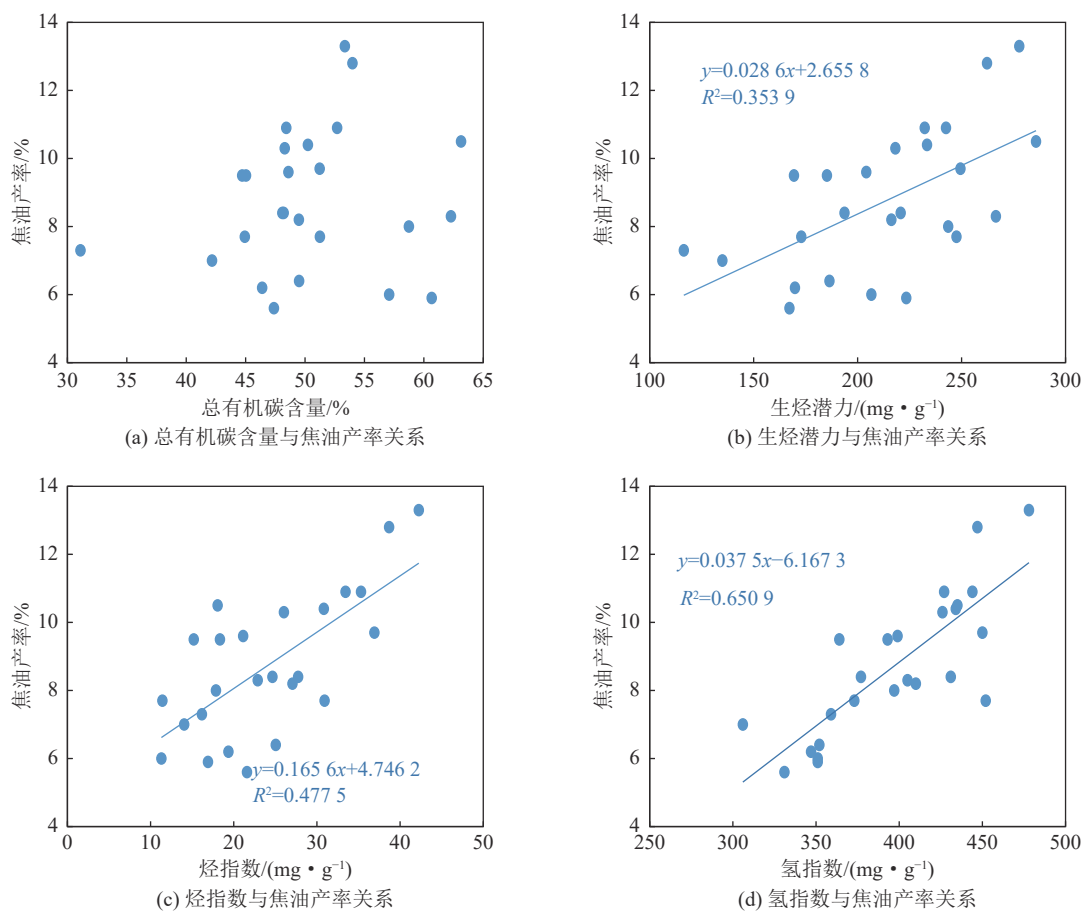 14
12
10
8
6
4
焦油产率/%
30 35 40 45 50 55 60 65
总有机碳含量/%
(a) 总有机碳含量与焦油产率关系
14
12
10
8
6
4
焦油产率/%
y=0.028 6x+2.655 8
R²=0.353 9
100 150 200 250 300
生烃潜力/(mg·g⁻¹)
(b) 生烃潜力与焦油产率关系
14
12
10
8
6
4
焦油产率/%
y=0.165 6x+4.746 2
R²=0.477 5
0 10 20 30 40 50
烃指数/(mg·g⁻¹)
(c) 烃指数与焦油产率关系
14
12
10
8
6
4
焦油产率/%
y=0.037 5x−6.167 3
R²=0.650 9
250 300 350 400 450 500
氢指数/(mg·g⁻¹)
(d) 氢指数与焦油产率关系